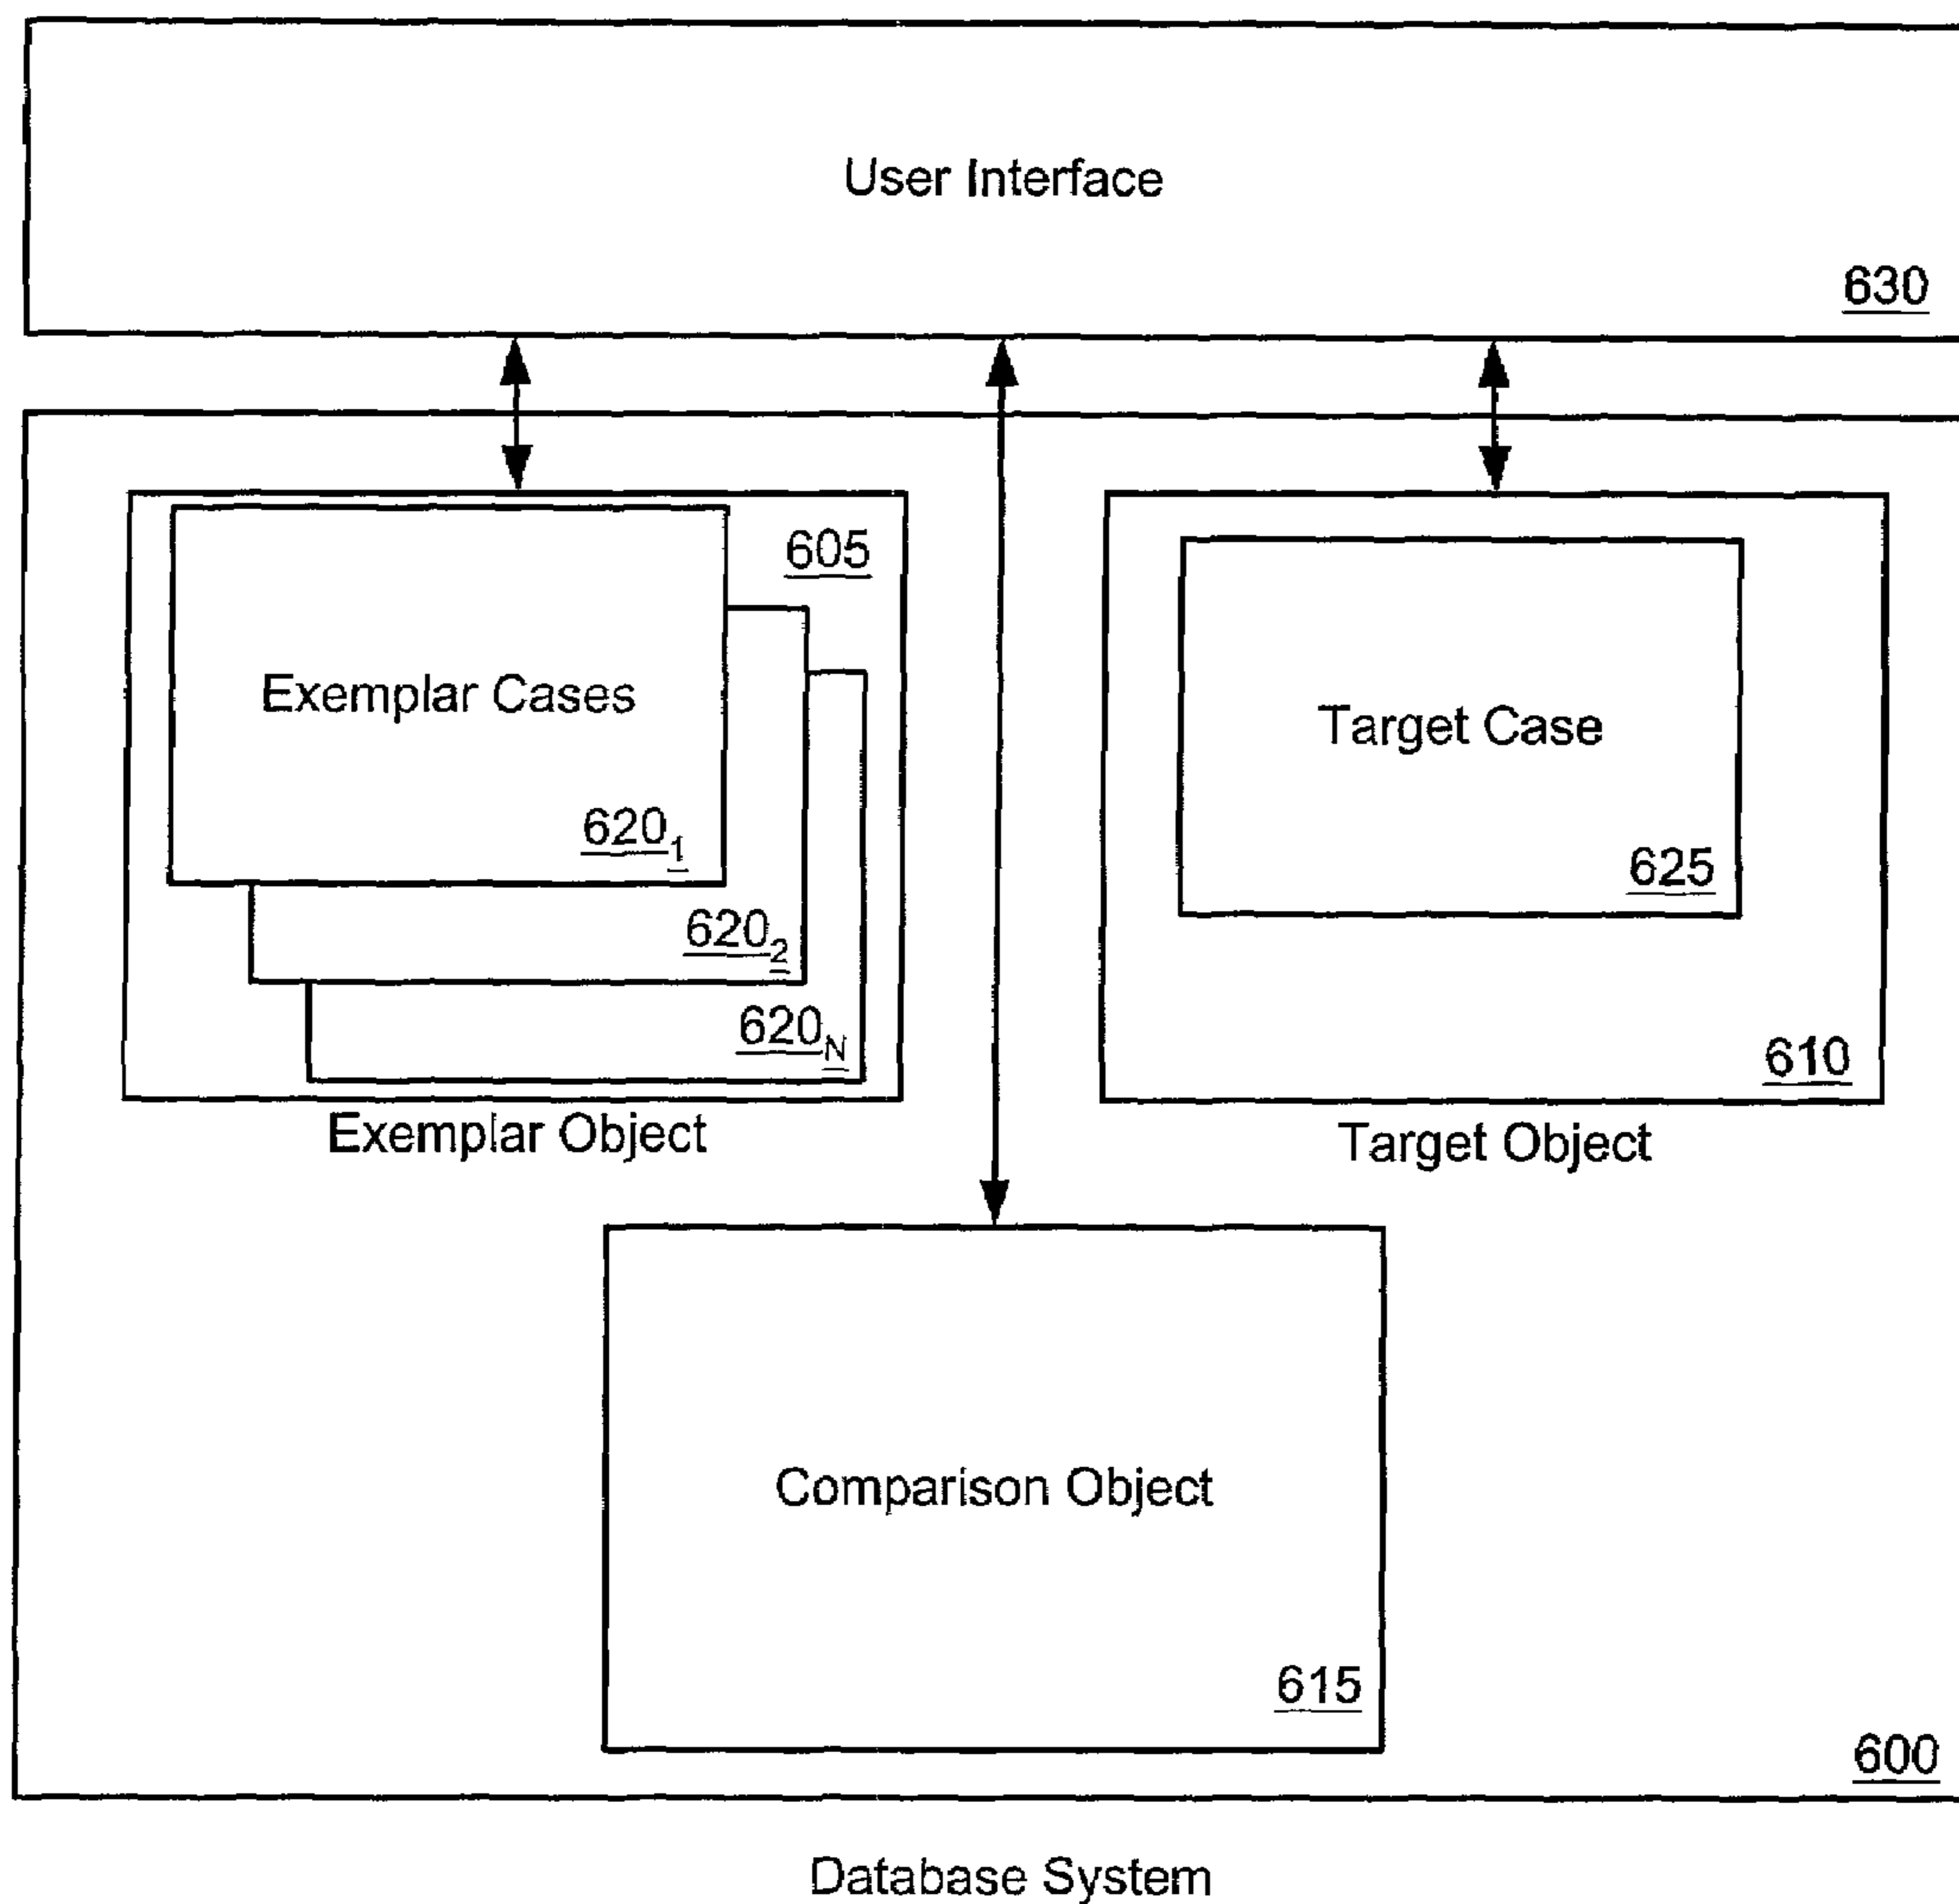 User Interface
630
605
Exemplar Cases
620₁
620₂
620N
Exemplar Object
Target Case
625
610
Target Object
Comparison Object
615
600
Database System